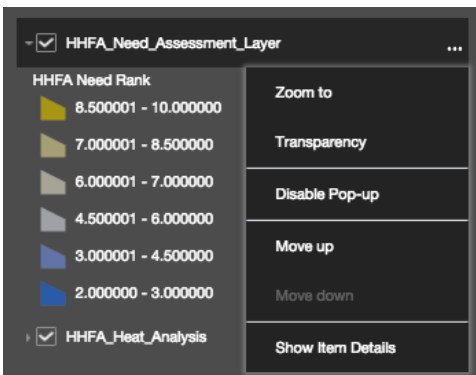 HHFA_Need_Assessment_Layer ...
HHFA Need Rank
8.500001 - 10.000000
7.000001 - 8.500000
6.000001 - 7.000000
4.500001 - 6.000000
3.000001 - 4.500000
2.000000 - 3.000000
HHFA_Heat_Analysis
Zoom to
Transparency
Disable Pop-up
Move up
Move down
Show Item Details